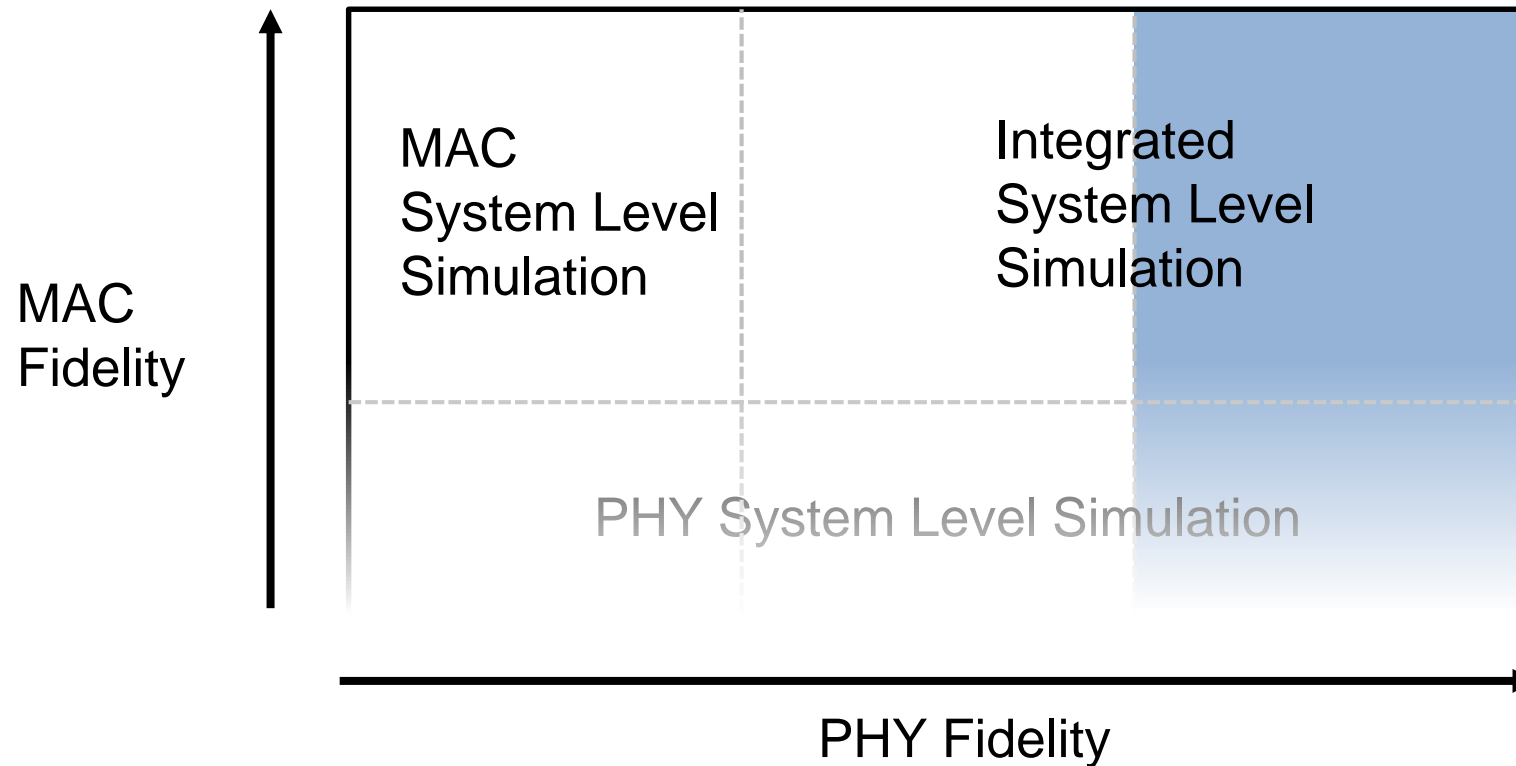 MAC
System Level
Simulation
Integrated
System Level
Simulation
MAC
Fidelity
PHY System Level Simulation
PHY Fidelity